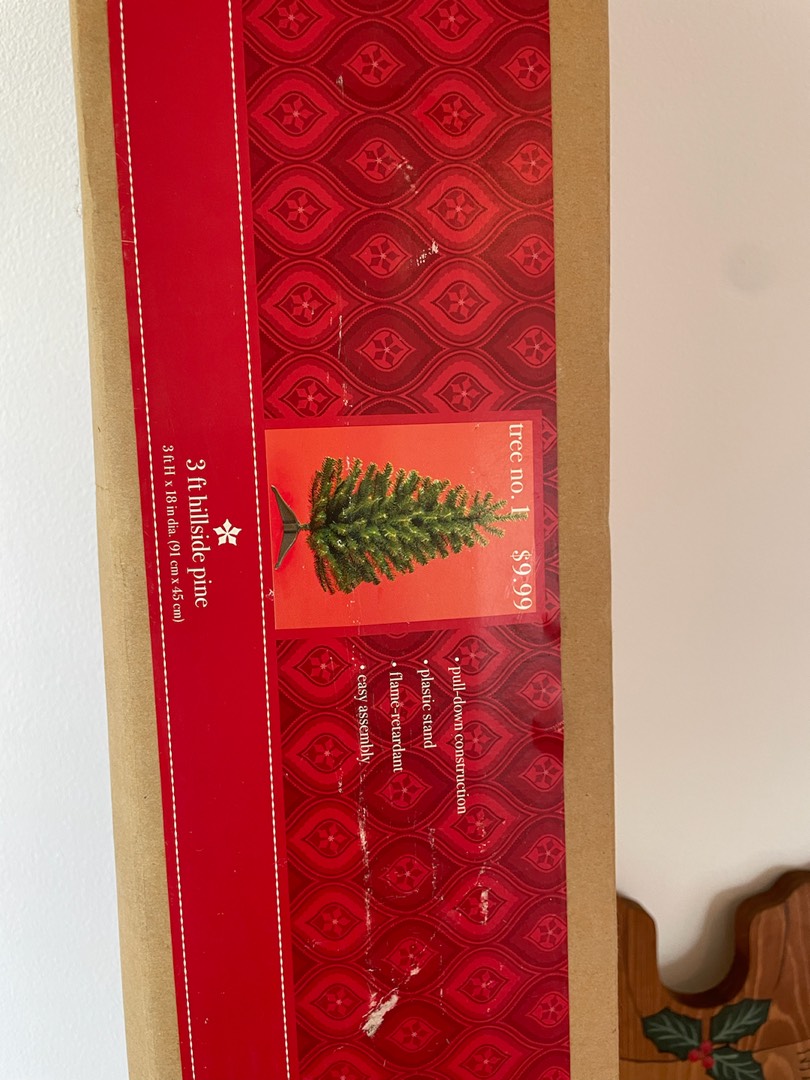 tree no. 1 $9.99
• pull-down construction
• plastic stand
• flame-retardant
• easy assembly
3 ft hillside pine
3 ft H x 18 in dia. (91 cm x 45 cm)